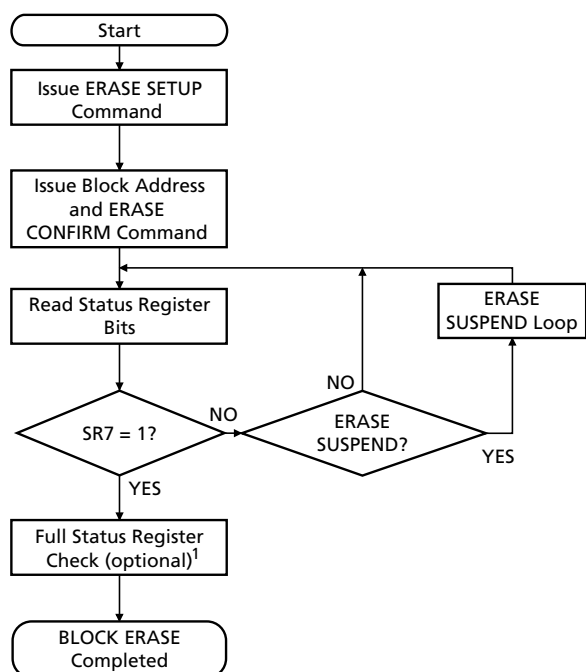 Start
Issue ERASE SETUP
Command
Issue Block Address
and ERASE
CONFIRM Command
Read Status Register
Bits
ERASE
SUSPEND Loop
NO
SR7 = 1?
NO
ERASE
SUSPEND?
YES
YES
Full Status Register
Check (optional)¹
BLOCK ERASE
Completed